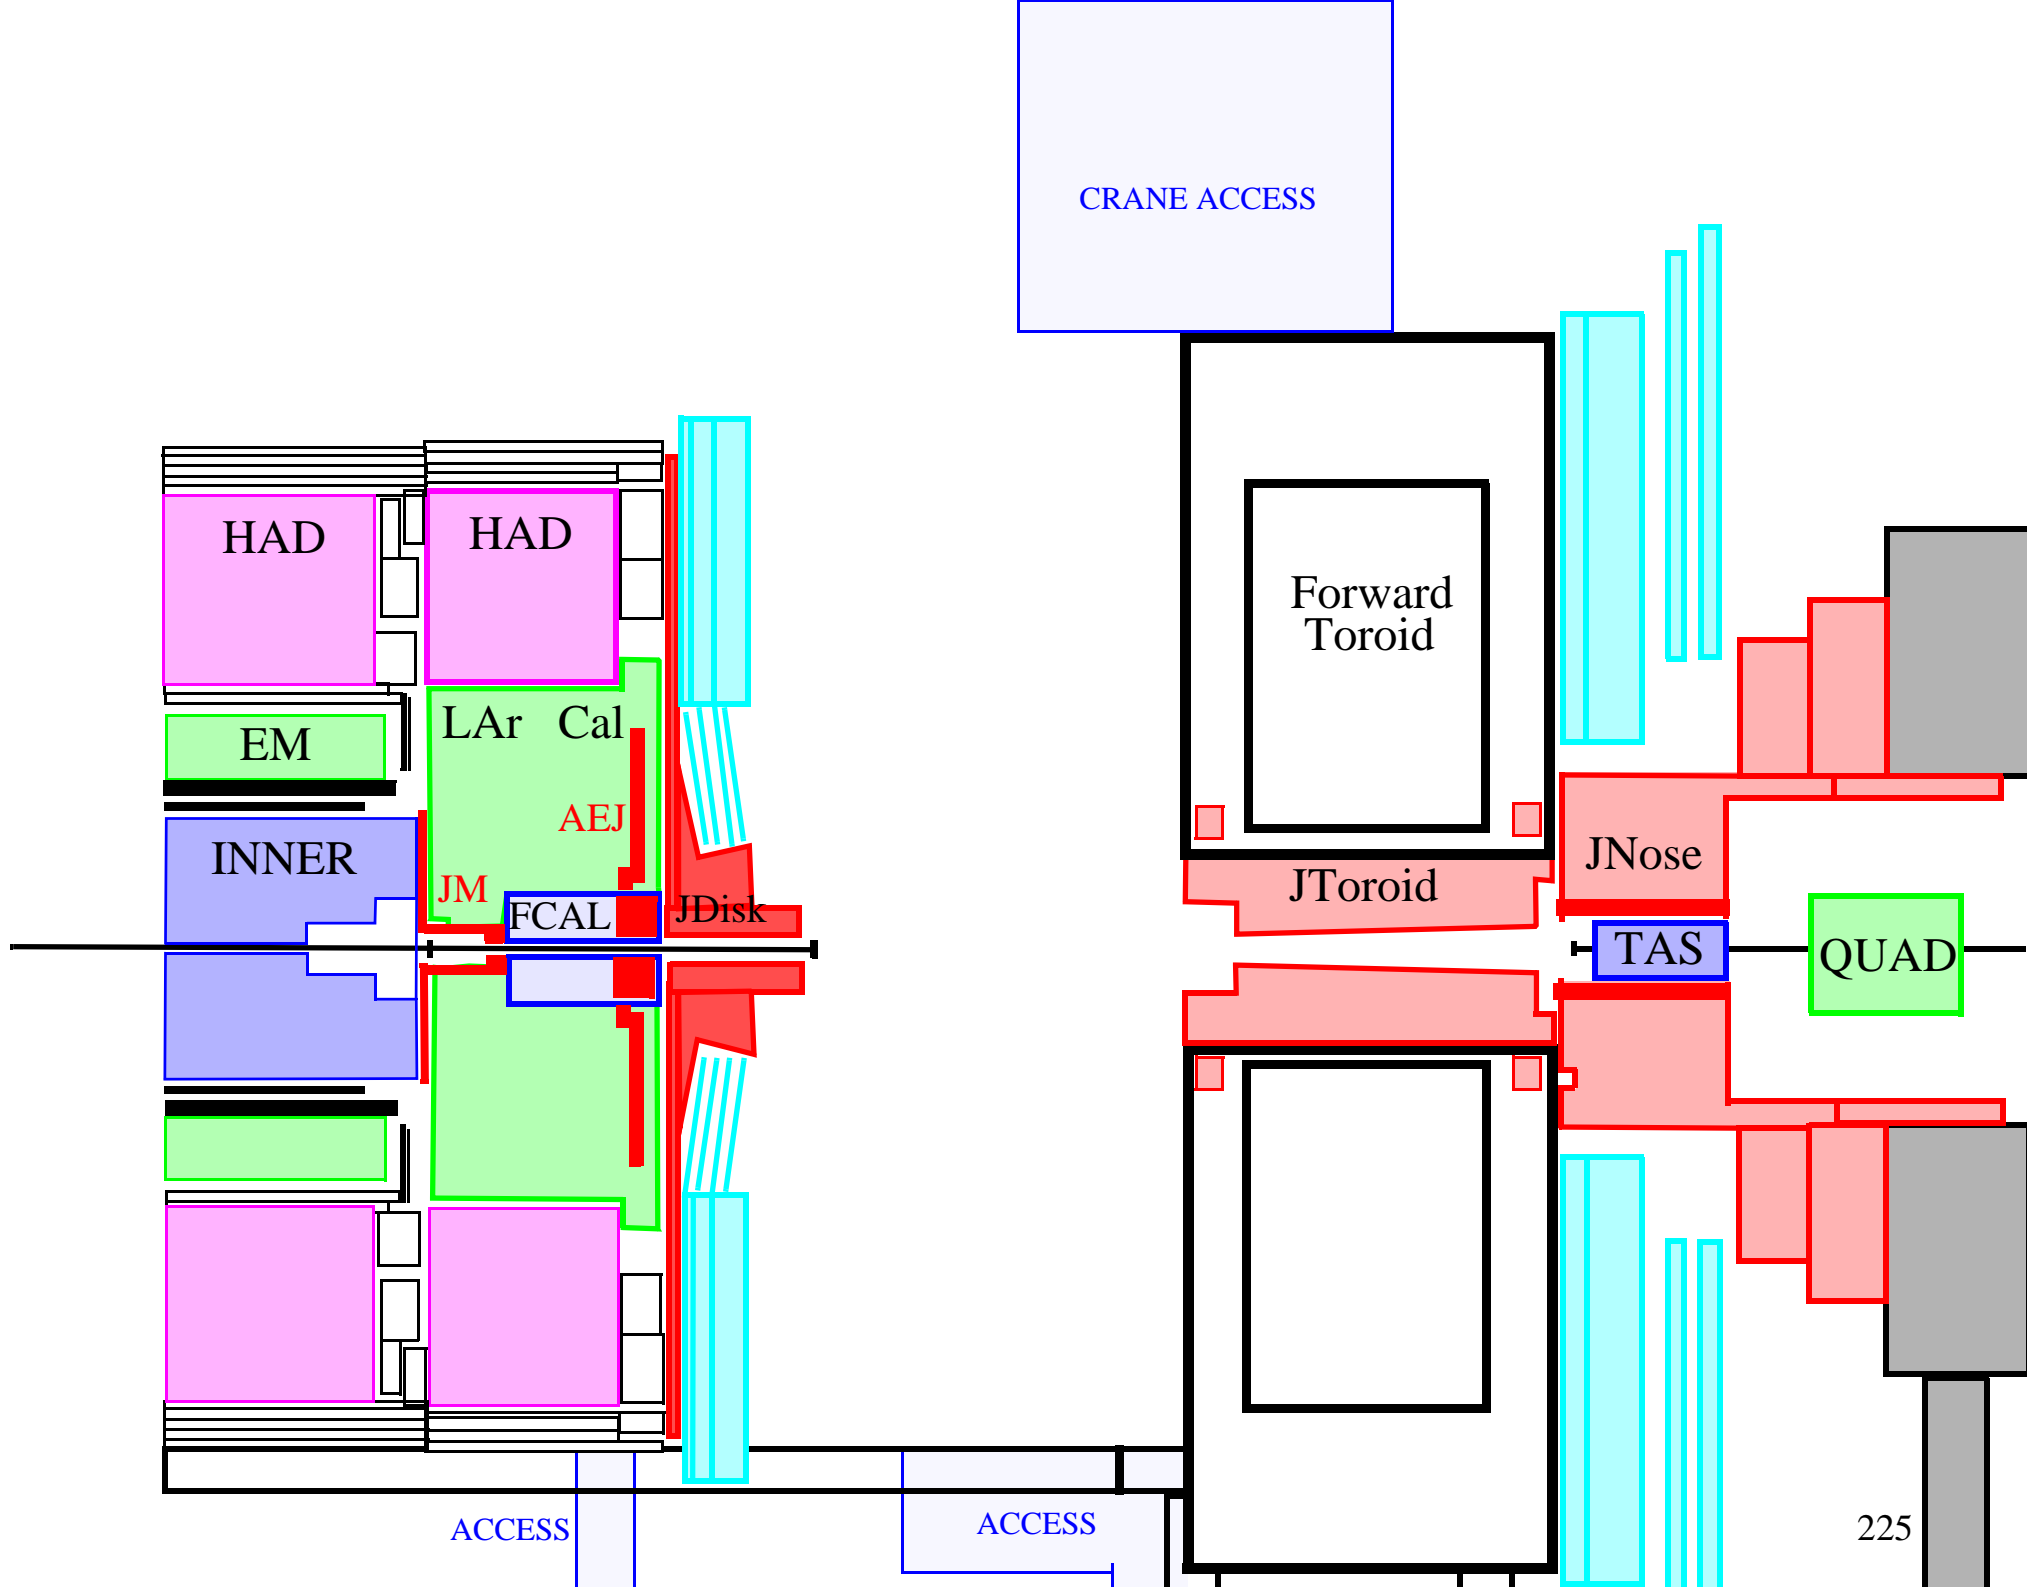 CRANE ACCESS
HAD
HAD
Forward
Toroid
LAr Cal
EM
AEJ
INNER
JNose
JM
JToroid
FCAL
JDisk
TAS
QUAD
ACCESS
ACCESS
225